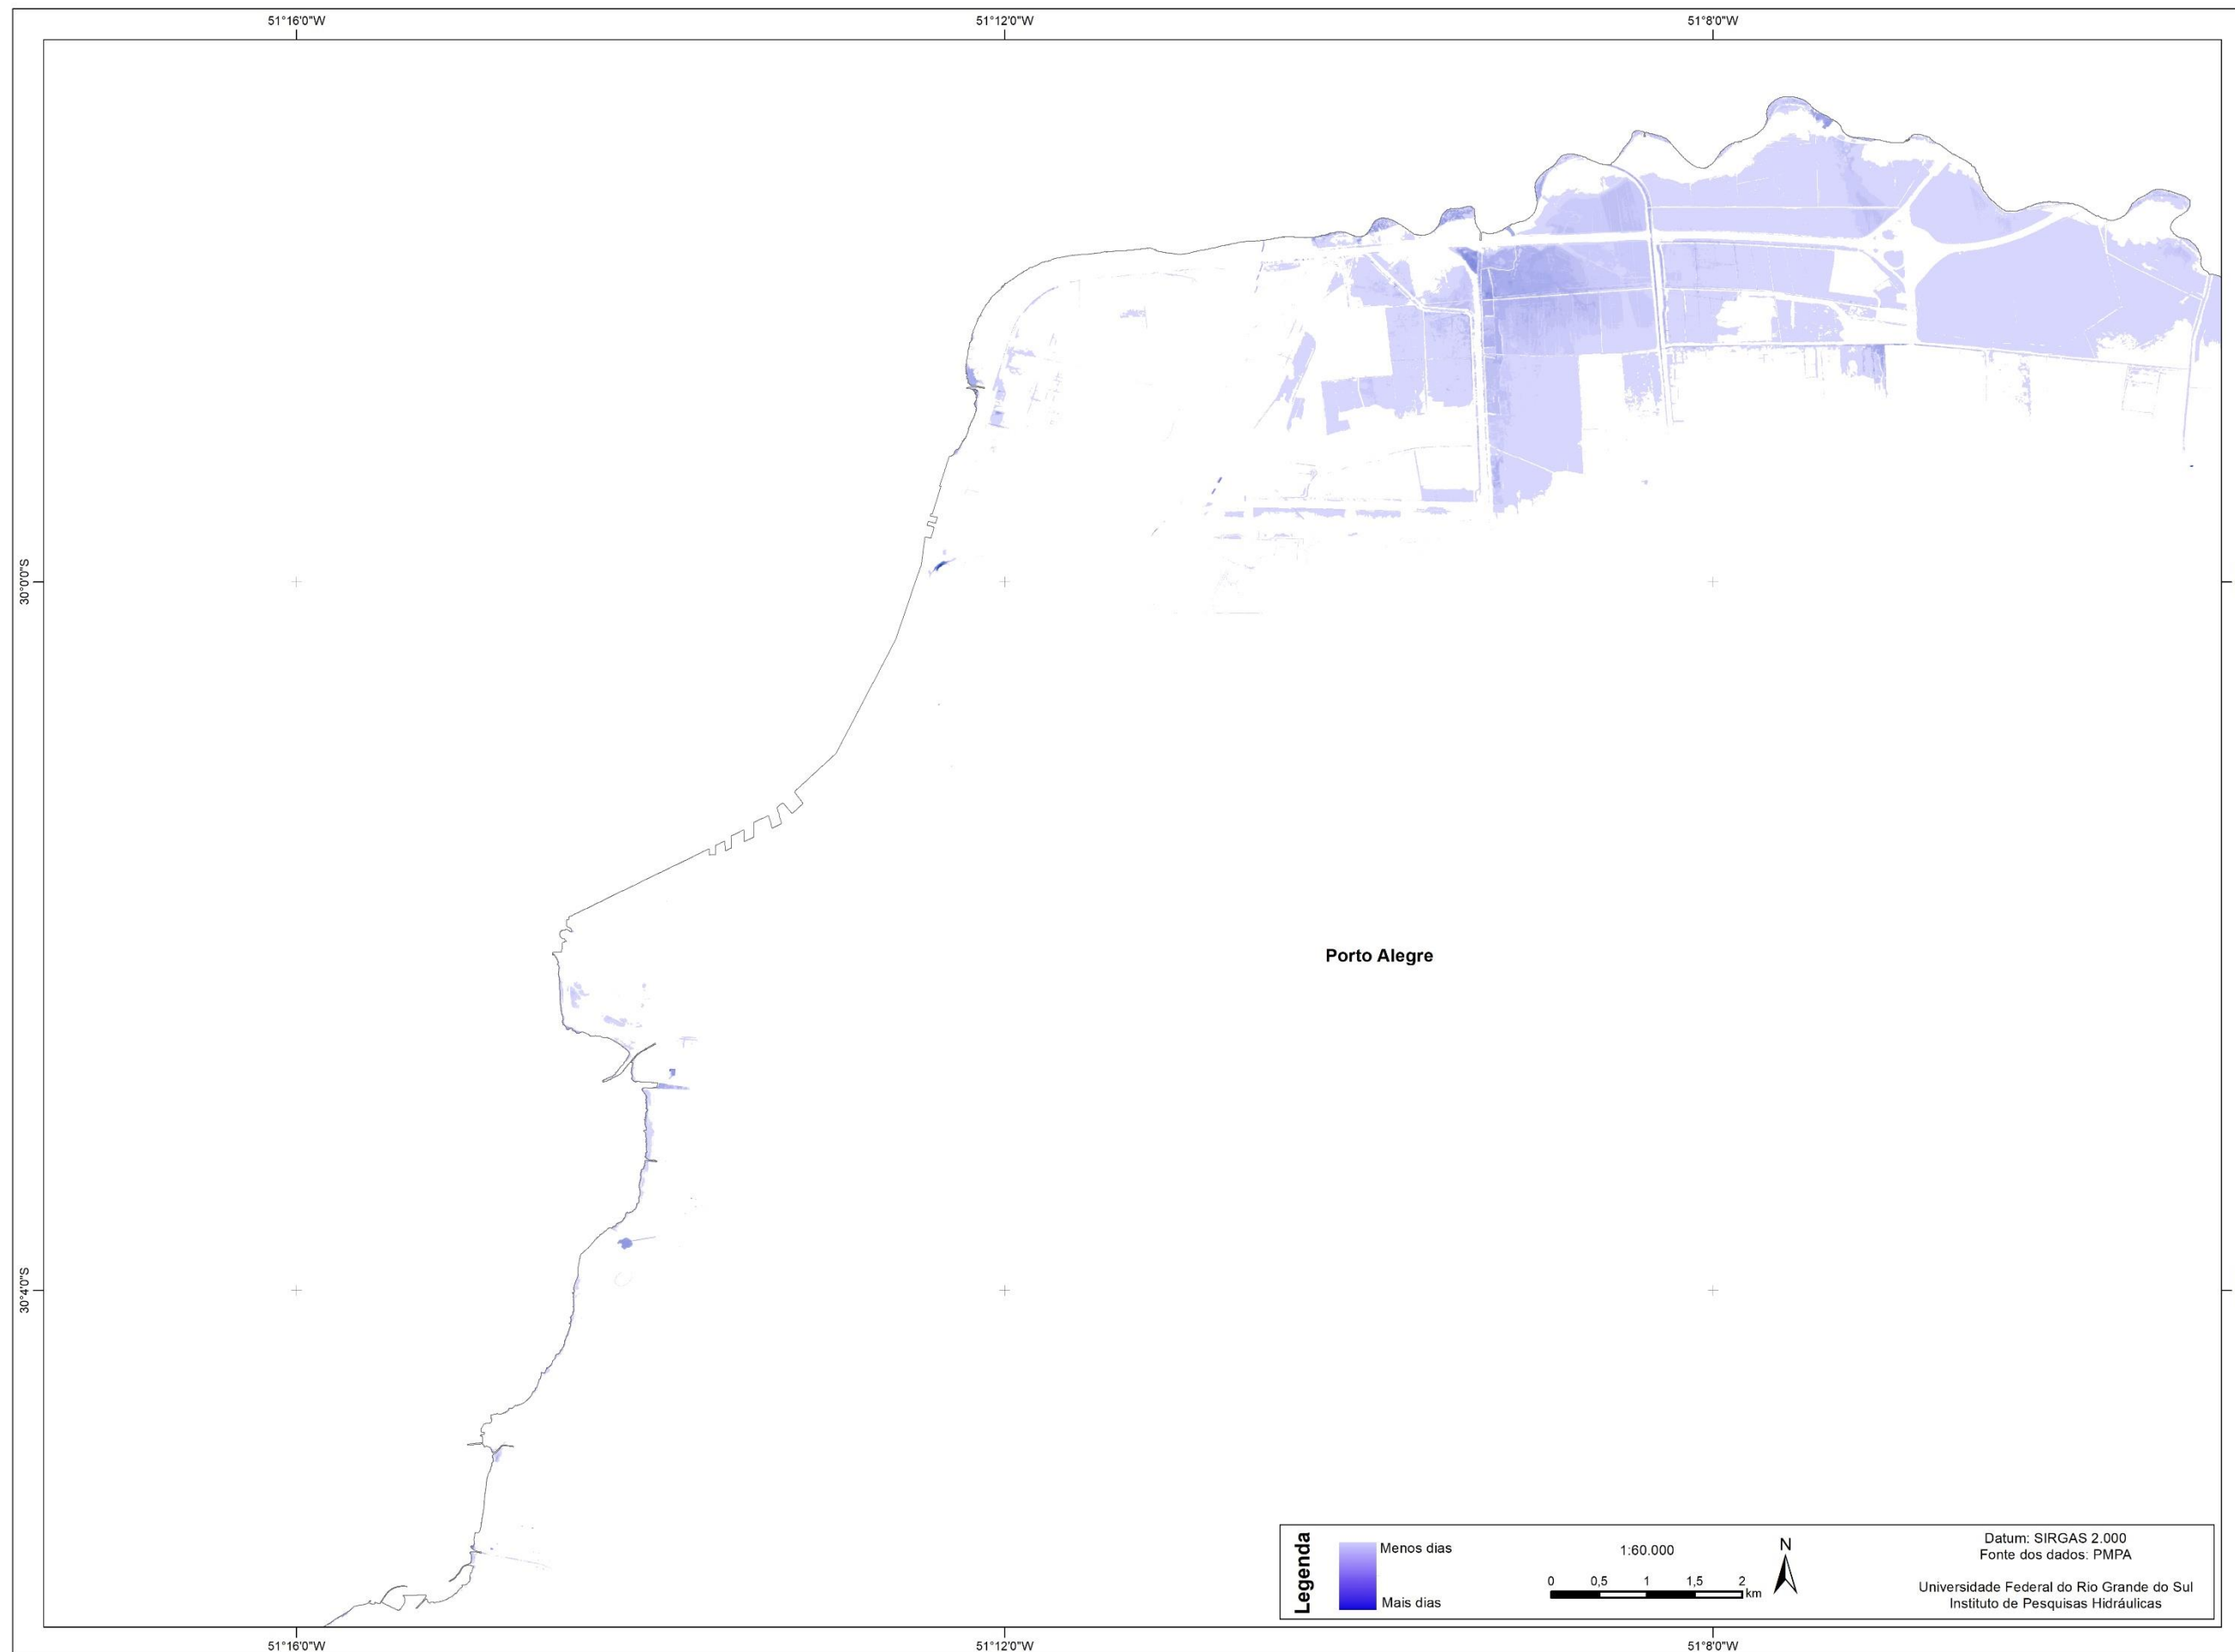 51°16'0"W
51°12'0"W
51°8'0"W
30°0'0"S
Porto Alegre
30°4'0"S
Legenda
Menos dias
Mais dias
1:60.000
0 0,5 1 1,5 2
km
N
Datum: SIRGAS 2.000
Fonte dos dados: PMPA
Universidade Federal do Rio Grande do Sul
Instituto de Pesquisas Hidráulicas
51°16'0"W
51°12'0"W
51°8'0"W